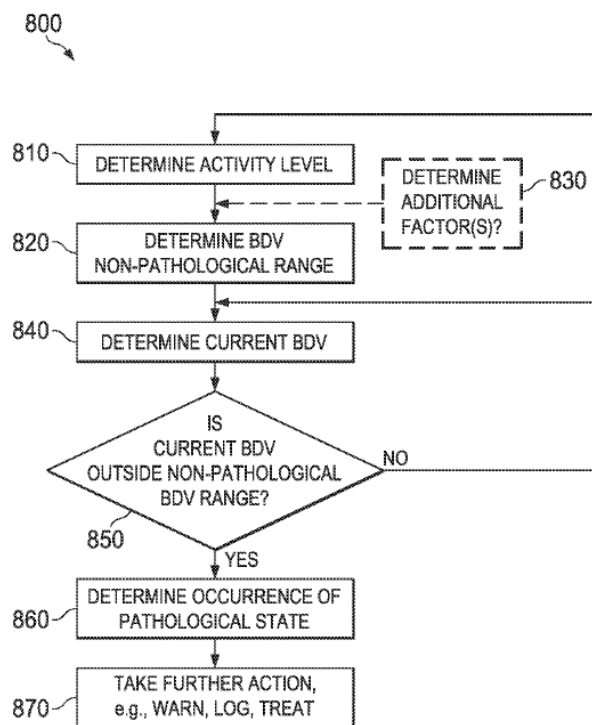 800
810
DETERMINE ACTIVITY LEVEL
DETERMINE
ADDITIONAL
FACTOR(S)?
830
820
DETERMINE BDV
NON-PATHOLOGICAL RANGE
840
DETERMINE CURRENT BDV
IS
CURRENT BDV
OUTSIDE NON-PATHOLOGICAL
BDV RANGE?
NO
850
YES
860
DETERMINE OCCURRENCE OF
PATHOLOGICAL STATE
870
TAKE FURTHER ACTION,
e.g., WARN, LOG, TREAT